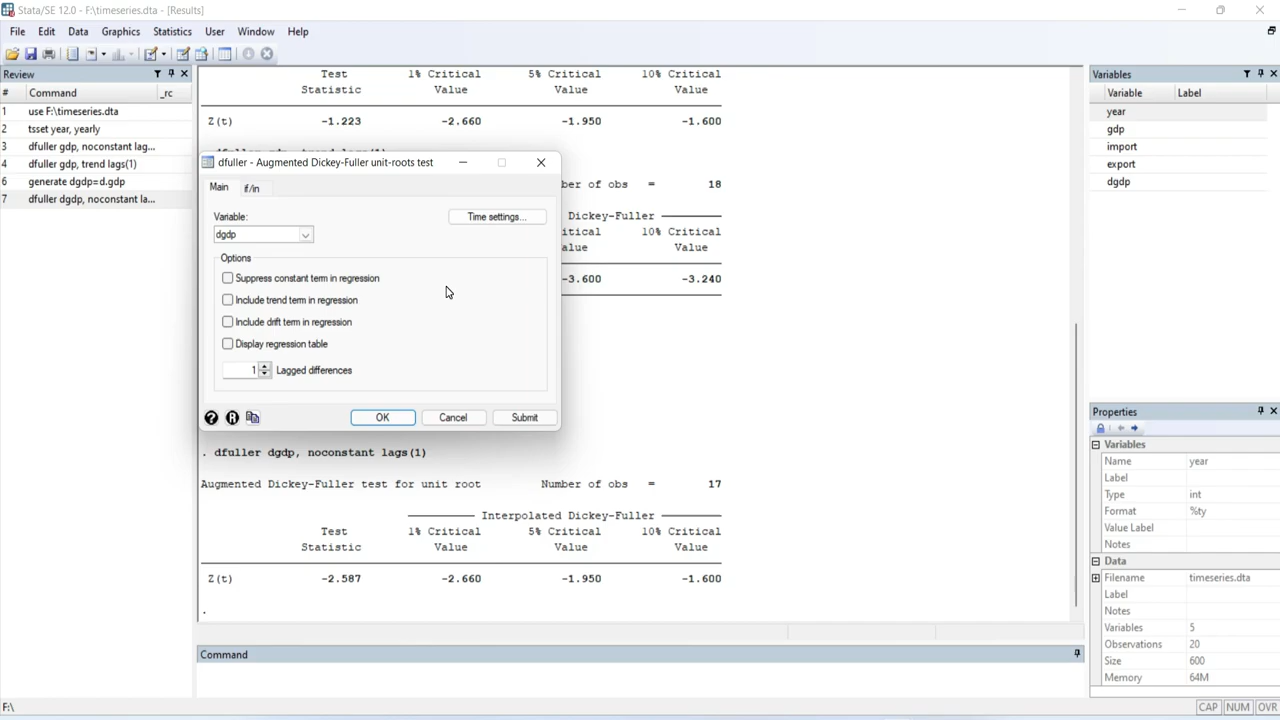 Stata/SE 12.0 - F:\timeseries.dta - [Results]
File Edit Data Graphics Statistics User Window Help
Review
# Command _rc
1 use F:\timeseries.dta
2 tsset year, yearly
3 dfuller gdp, noconstant lag...
4 dfuller gdp, trend lags(1)
6 generate dgdp=d.gdp
7 dfuller dgdp, noconstant la...
Test 1% Critical 5% Critical 10% Critical
Statistic Value Value Value
Z(t) -1.223 -2.660 -1.950 -1.600
dfuller - Augmented Dickey-Fuller unit-roots test
Main if/in
Variable:
Time settings...
dgdp
Options
Suppress constant term in regression
Include trend term in regression
Include drift term in regression
Display regression table
1 Lagged differences
OK Cancel Submit
ber of obs = 18
Dickey-Fuller
itical 10% Critical
alue Value
-3.600 -3.240
. dfuller dgdp, noconstant lags(1)
Augmented Dickey-Fuller test for unit root Number of obs = 17
Interpolated Dickey-Fuller
Test 1% Critical 5% Critical 10% Critical
Statistic Value Value Value
Z(t) -2.587 -2.660 -1.950 -1.600
.
Command
Variables
Variable Label
year
gdp
import
export
dgdp
Properties
Variables
Name year
Label
Type int
Format %ty
Value Label
Notes
Data
Filename timeseries.dta
Label
Notes
Variables 5
Observations 20
Size 600
Memory 64M
F:\
CAP NUM OVR